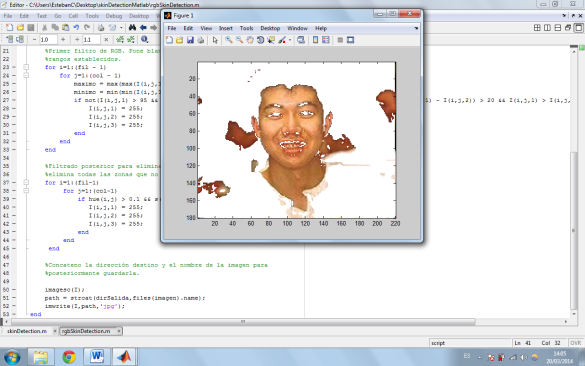 Editor - C:\Users\EstebanC\Desktop\skinDetectionMatlab\rgbSkinDetection.m
File Edit Text Go Cell Tools Debug Desktop
1.0 + ÷ 1.1 ×
21 %Primer filtro de RGB. Pone blan
22 %rangos establecidos.
23 for i=1:(fil - 1)
24 for j=1:(col - 1)
25 maximo = max(max(I(i,j,
26 minimo = min(min(I(i,j,
27 if not(I(i,j,1) > 95 && I(i,j,2)) > 20 && I(i,j,1) > I(i,j,
28 I(i,j,1) = 255;
29 I(i,j,2) = 255;
30 I(i,j,3) = 255;
31 end
32 end
33 end
34
35 %Filtrado posterior para elimina
36 %elimina todas las zonas que no
37 for i=1:(fil-1)
38 for j=1:(col-1)
39 if hue(i,j) > 0.1 && s
40 I(i,j,1) = 255;
41 I(i,j,2) = 255;
42 I(i,j,3) = 255;
43 end
44 end
45 end
46
47 %Concateno la dirección destino y el nombre de la imagen para
48 %posteriormente guardarla.
49
50 imagesc(I);
51 path = strcat(dirSalida,files(imagen).name);
52 imwrite(I,path,'jpg');
53 end
Figure 1
File Edit View Insert Tools Desktop Window Help
20
40
60
80
100
120
140
160
180
20 40 60 80 100 120 140 160 180 200 220
skinDetection.m × rgbSkinDetection.m ×
script Ln 41 Col 32 OVR
ES 14:05
20/03/2014